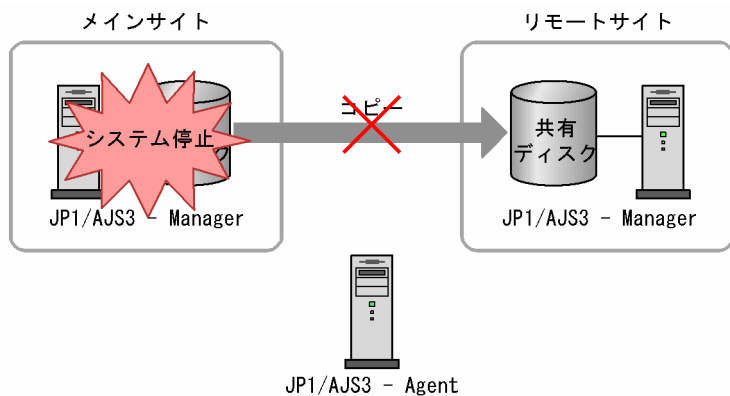 メインサイト
リモートサイト
システム停止
コピー
共有
ディスク
JP1/AJS3 - Manager
JP1/AJS3 - Manager
JP1/AJS3 - Agent